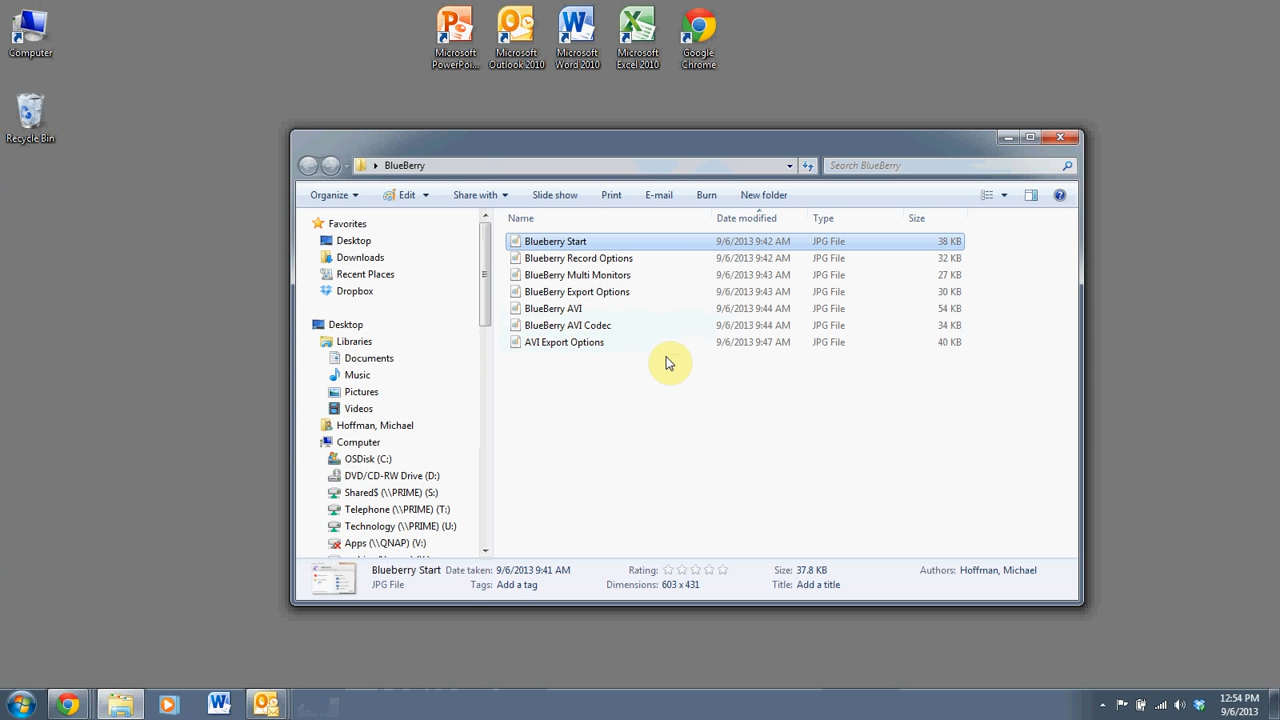 Computer
Recycle Bin
Microsoft PowerPoi...
Microsoft Outlook 2010
Microsoft Word 2010
Microsoft Excel 2010
Google Chrome
BlueBerry
Search BlueBerry
Organize Edit Share with Slide show Print E-mail Burn New folder
Name Date modified Type Size
Blueberry Start 9/6/2013 9:42 AM JPG File 38 KB
Blueberry Record Options 9/6/2013 9:42 AM JPG File 32 KB
BlueBerry Multi Monitors 9/6/2013 9:43 AM JPG File 27 KB
BlueBerry Export Options 9/6/2013 9:43 AM JPG File 30 KB
BlueBerry AVI 9/6/2013 9:44 AM JPG File 54 KB
BlueBerry AVI Codec 9/6/2013 9:44 AM JPG File 34 KB
AVI Export Options 9/6/2013 9:47 AM JPG File 40 KB
Favorites
Desktop
Downloads
Recent Places
Dropbox
Desktop
Libraries
Documents
Music
Pictures
Videos
Hoffman, Michael
Computer
OSDisk (C:)
DVD/CD-RW Drive (D:)
Shared$ (\\PRIME) (S:)
Telephone (\\PRIME) (T:)
Technology (\\PRIME) (U:)
Apps (\\QNAP) (V:)
Blueberry Start Date taken: 9/6/2013 9:41 AM Rating: Size: 37.8 KB Authors: Hoffman, Michael
JPG File Tags: Add a tag Dimensions: 603 x 431 Title: Add a title
12:54 PM
9/6/2013